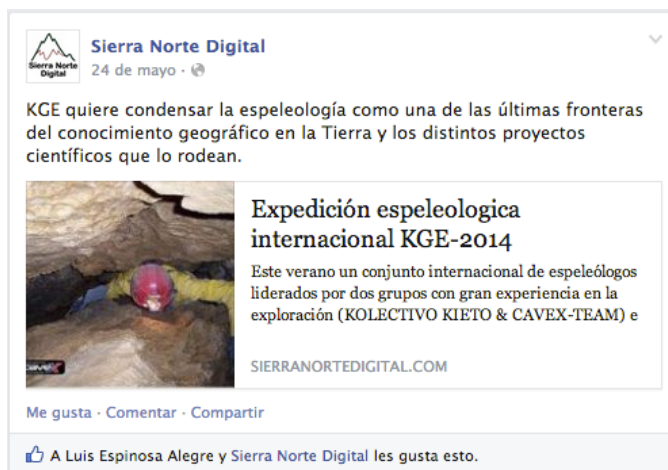 Sierra Norte Digital
Sierra Norte
Digital
24 de mayo ·
KGE quiere condensar la espeleología como una de las últimas fronteras
del conocimiento geográfico en la Tierra y los distintos proyectos
científicos que lo rodean.
Expedición espeleologica
internacional KGE-2014
Este verano un conjunto internacional de espeleólogos
liderados por dos grupos con gran experiencia en la
exploración (KOLECTIVO KIETO & CAVEX-TEAM) e
SIERRANORTEDIGITAL.COM
Me gusta · Comentar · Compartir
A Luis Espinosa Alegre y Sierra Norte Digital les gusta esto.